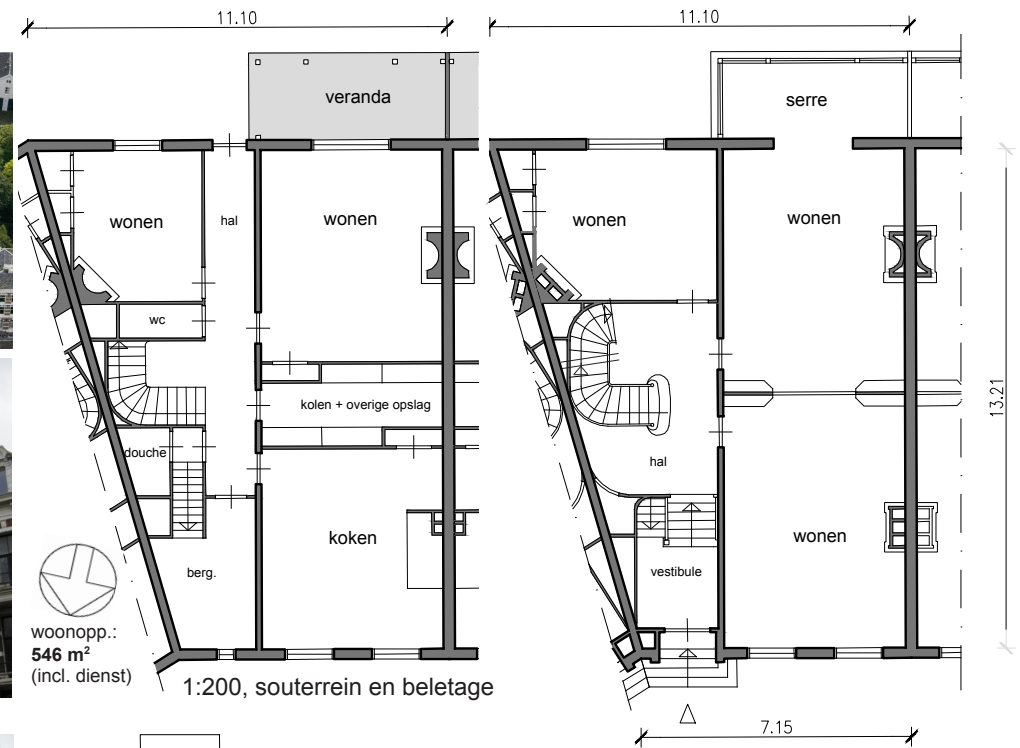 11.10
11.10
veranda
serre
wonen
hal
wonen
wonen
wonen
wc
kolen + overige opslag
13.21
douche
hal
koken
wonen
berg.
vestibule
woonopp.:
546 m²
(incl. dienst)
1:200, souterrein en beletage
7.15